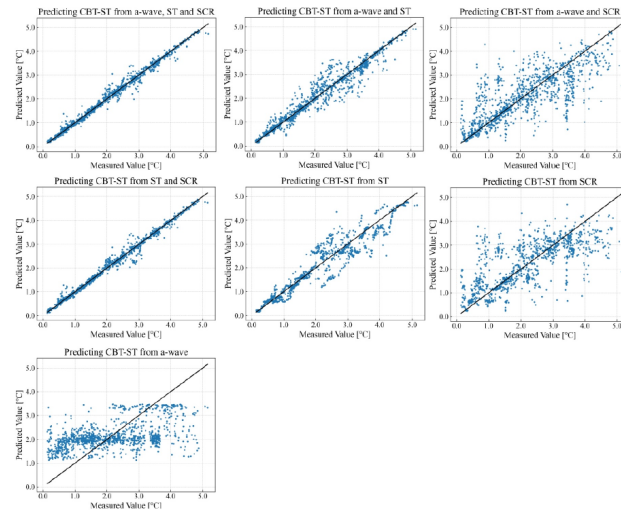 Predicting CBT-ST from a-wave, ST and SCR
Predicted Value [°C]
5.0
4.0
3.0
2.0
1.0
0.0
0.0 1.0 2.0 3.0 4.0 5.0
Measured Value [°C]
Predicting CBT-ST from a-wave and ST
Predicted Value [°C]
5.0
4.0
3.0
2.0
1.0
0.0
0.0 1.0 2.0 3.0 4.0 5.0
Measured Value [°C]
Predicting CBT-ST from a-wave and SCR
Predicted Value [°C]
5.0
4.0
3.0
2.0
1.0
0.0
0.0 1.0 2.0 3.0 4.0 5.0
Measured Value [°C]
Predicting CBT-ST from ST and SCR
Predicted Value [°C]
5.0
4.0
3.0
2.0
1.0
0.0
0.0 1.0 2.0 3.0 4.0 5.0
Measured Value [°C]
Predicting CBT-ST from ST
Predicted Value [°C]
5.0
4.0
3.0
2.0
1.0
0.0
0.0 1.0 2.0 3.0 4.0 5.0
Measured Value [°C]
Predicting CBT-ST from SCR
Predicted Value [°C]
5.0
4.0
3.0
2.0
1.0
0.0
0.0 1.0 2.0 3.0 4.0 5.0
Measured Value [°C]
Predicting CBT-ST from a-wave
Predicted Value [°C]
5.0
4.0
3.0
2.0
1.0
0.0
0.0 1.0 2.0 3.0 4.0 5.0
Measured Value [°C]